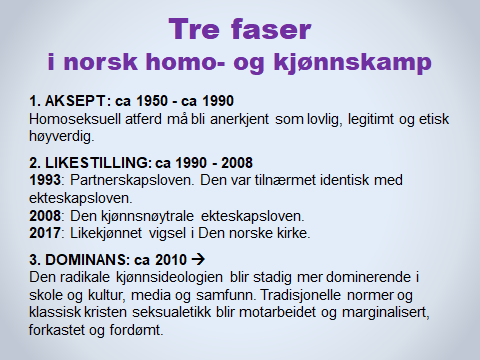 Tre faser
i norsk homo- og kjønnskamp
1. AKSEPT: ca 1950 - ca 1990
Homoseksuell atferd må bli anerkjent som lovlig, legitimt og etisk
høyverdig.
2. LIKESTILLING: ca 1990 - 2008
1993: Partnerskapsloven. Den var tilnærmet identisk med
ekteskapsloven.
2008: Den kjønnsnøytrale ekteskapsloven.
2017: Likekjønnet vigsel i Den norske kirke.
3. DOMINANS: ca 2010 →
Den radikale kjønnsideologien blir stadig mer dominerende i
skole og kultur, media og samfunn. Tradisjonelle normer og
klassisk kristen seksualetikk blir motarbeidet og marginalisert,
forkastet og fordømt.